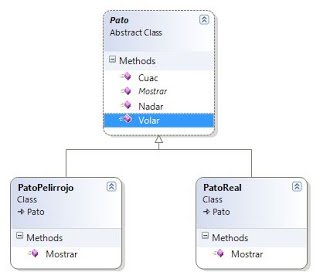 Pato
Abstract Class
Methods
Cuac
Mostrar
Nadar
Volar
PatoPelirrojo
Class
Pato
Methods
Mostrar
PatoReal
Class
Pato
Methods
Mostrar